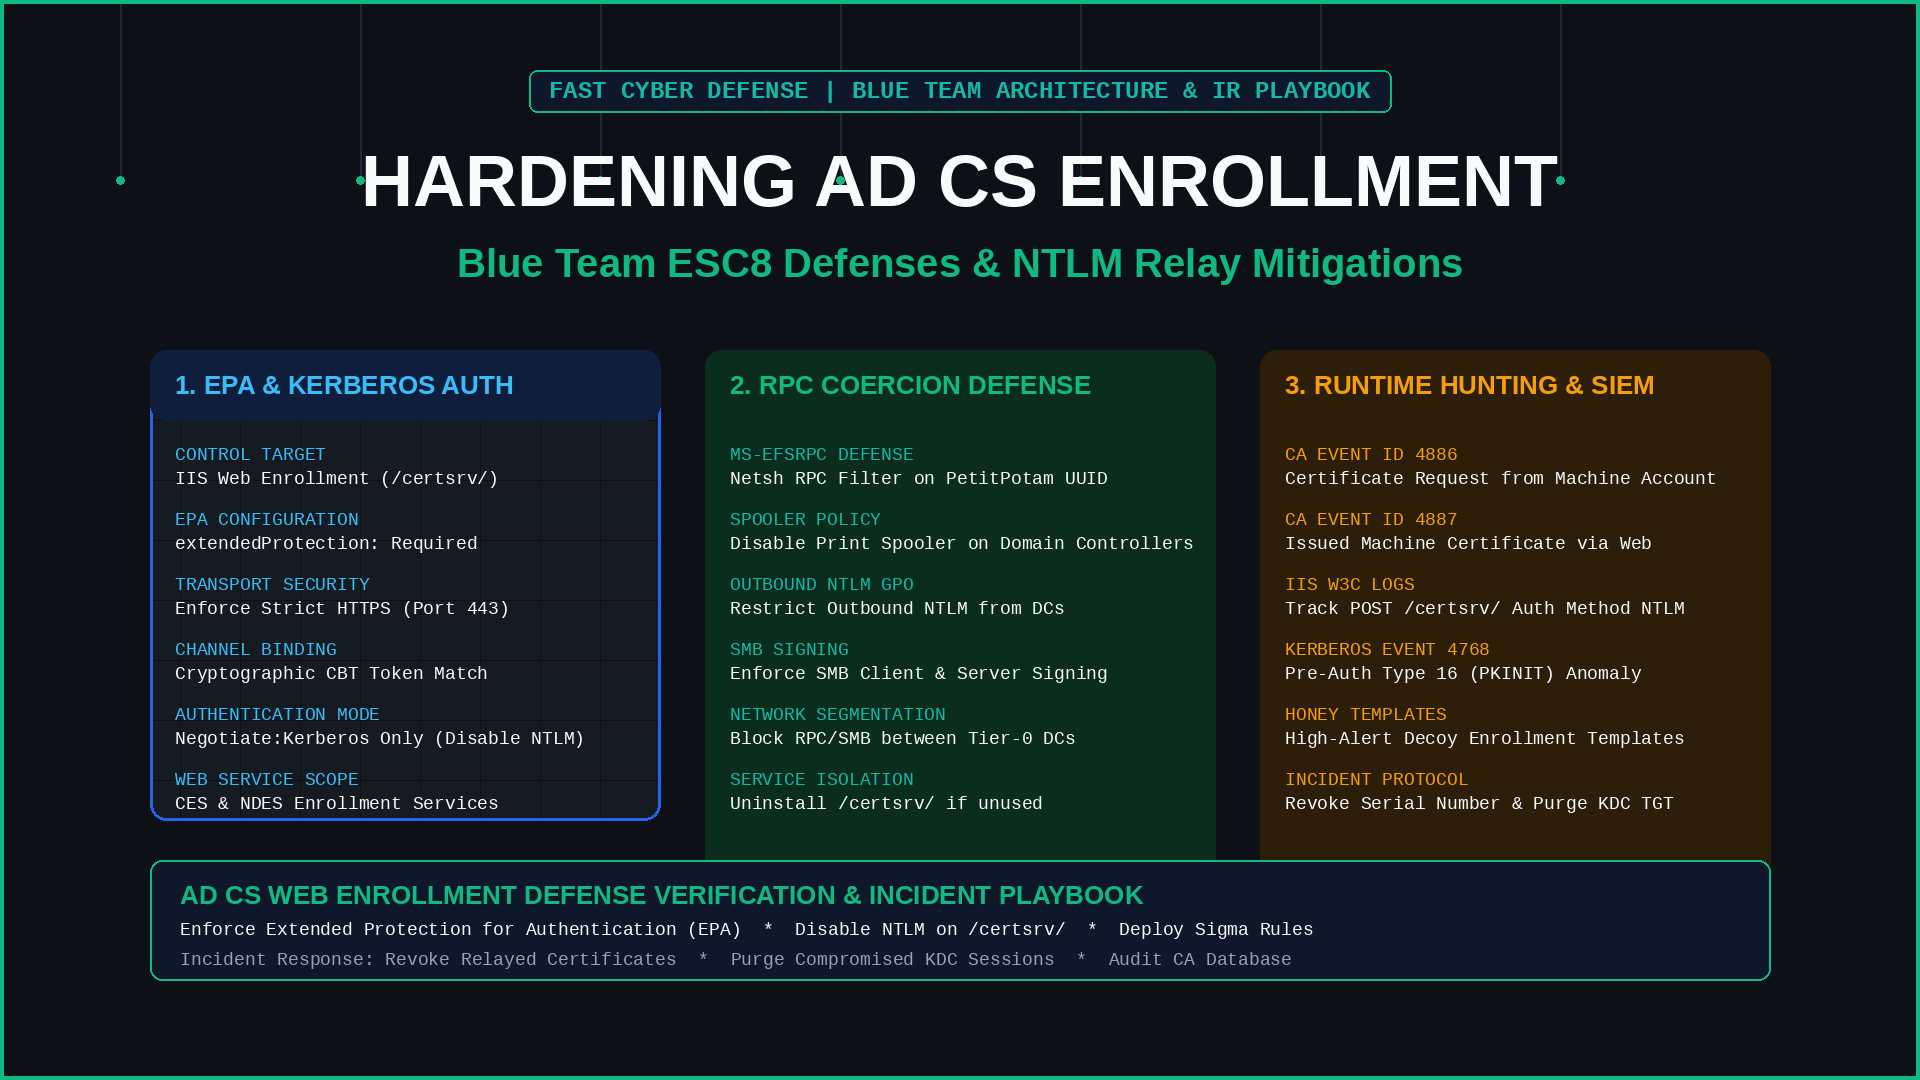 FAST CYBER DEFENSE | BLUE TEAM ARCHITECTURE & IR PLAYBOOK
HARDENING AD CS ENROLLMENT
Blue Team ESC8 Defenses & NTLM Relay Mitigations
1. EPA & KERBEROS AUTH
CONTROL TARGET
IIS Web Enrollment (/certsrv/)
EPA CONFIGURATION
extendedProtection: Required
TRANSPORT SECURITY
Enforce Strict HTTPS (Port 443)
CHANNEL BINDING
Cryptographic CBT Token Match
AUTHENTICATION MODE
Negotiate:Kerberos Only (Disable NTLM)
WEB SERVICE SCOPE
CES & NDES Enrollment Services
2. RPC COERCION DEFENSE
MS-EFSRPC DEFENSE
Netsh RPC Filter on PetitPotam UUID
SPOOLER POLICY
Disable Print Spooler on Domain Controllers
OUTBOUND NTLM GPO
Restrict Outbound NTLM from DCs
SMB SIGNING
Enforce SMB Client & Server Signing
NETWORK SEGMENTATION
Block RPC/SMB between Tier-0 DCs
SERVICE ISOLATION
Uninstall /certsrv/ if unused
3. RUNTIME HUNTING & SIEM
CA EVENT ID 4886
Certificate Request from Machine Account
CA EVENT ID 4887
Issued Machine Certificate via Web
IIS W3C LOGS
Track POST /certsrv/ Auth Method NTLM
KERBEROS EVENT 4768
Pre-Auth Type 16 (PKINIT) Anomaly
HONEY TEMPLATES
High-Alert Decoy Enrollment Templates
INCIDENT PROTOCOL
Revoke Serial Number & Purge KDC TGT
AD CS WEB ENROLLMENT DEFENSE VERIFICATION & INCIDENT PLAYBOOK
Enforce Extended Protection for Authentication (EPA)  *  Disable NTLM on /certsrv/  *  Deploy Sigma Rules
Incident Response: Revoke Relayed Certificates  *  Purge Compromised KDC Sessions  *  Audit CA Database